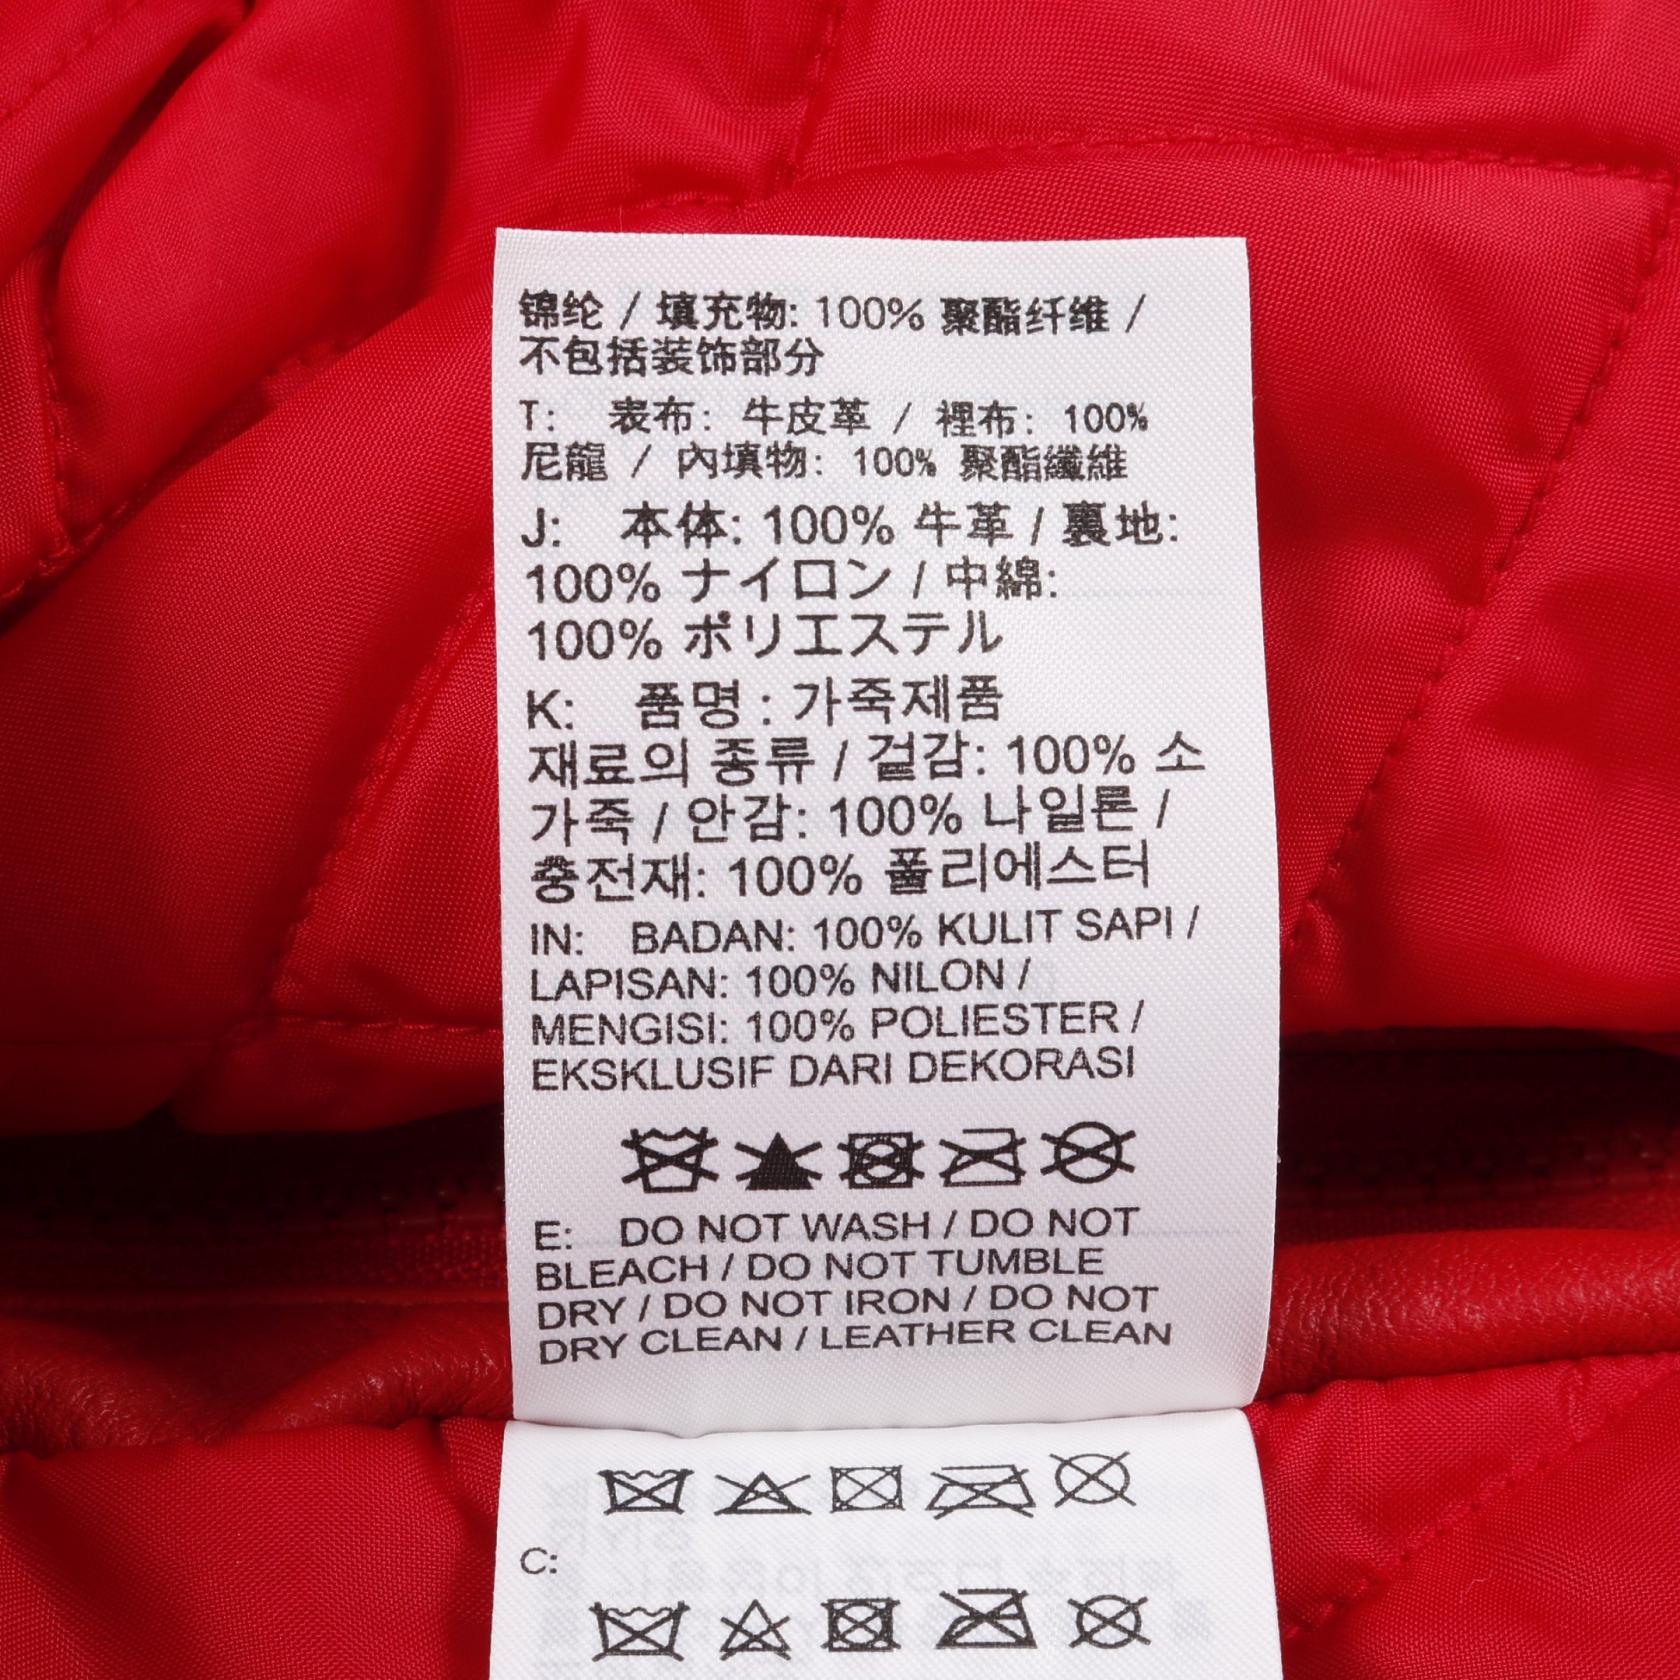 锦纶 / 填充物: 100% 聚酯纤维 /
不包括装饰部分
T: 表布: 牛皮革 / 裡布: 100%
尼龍 / 內填物: 100% 聚酯纖維
J: 本体: 100% 牛革 / 裏地:
100% ナイロン / 中綿:
100% ポリエステル
K: 품명 : 가죽제품
재료의 종류 / 겉감: 100% 소
가죽 / 안감: 100% 나일론 /
충전재: 100% 폴리에스터
IN: BADAN: 100% KULIT SAPI /
LAPISAN: 100% NILON /
MENGISI: 100% POLIESTER /
EKSKLUSIF DARI DEKORASI
E: DO NOT WASH / DO NOT
BLEACH / DO NOT TUMBLE
DRY / DO NOT IRON / DO NOT
DRY CLEAN / LEATHER CLEAN
C: